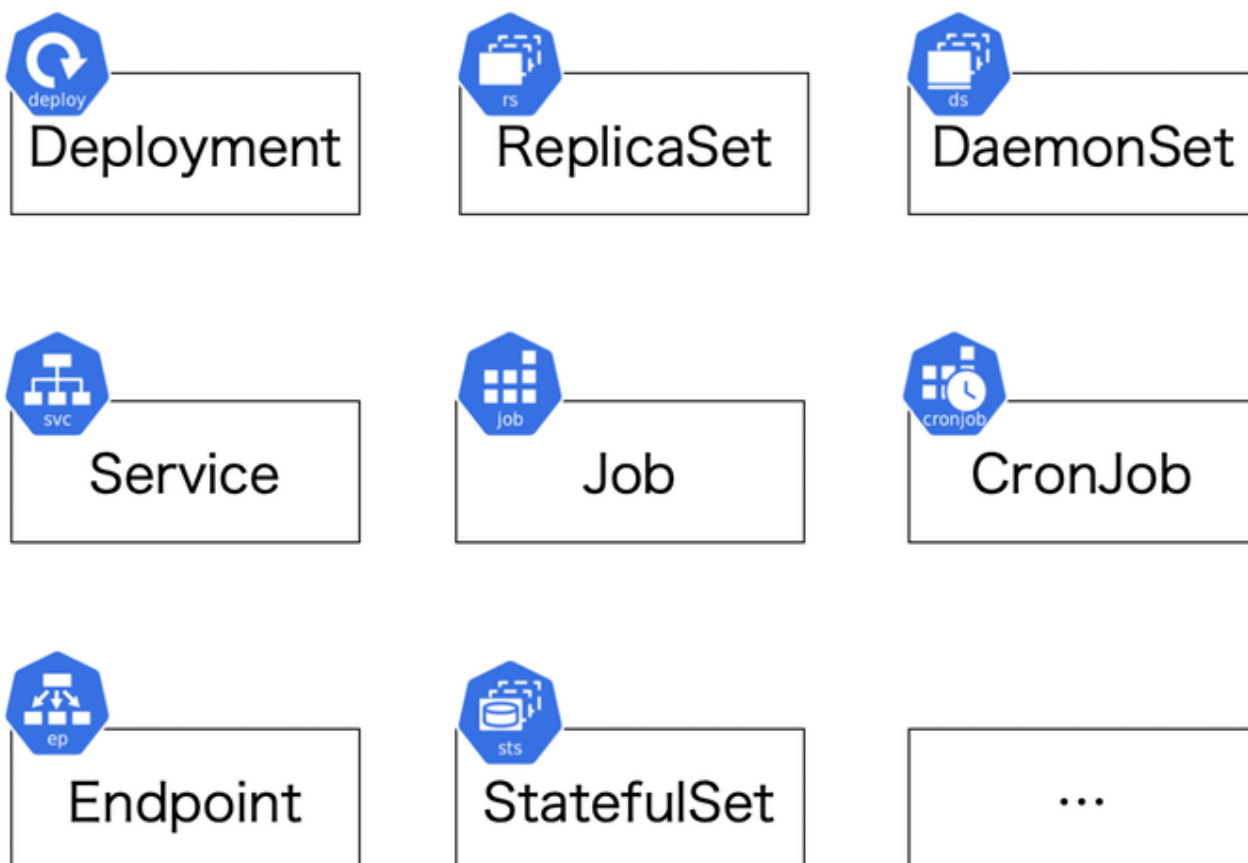 deploy
Deployment
rs
ReplicaSet
ds
DaemonSet
svc
Service
job
Job
cronjob
CronJob
ep
Endpoint
sts
StatefulSet
...